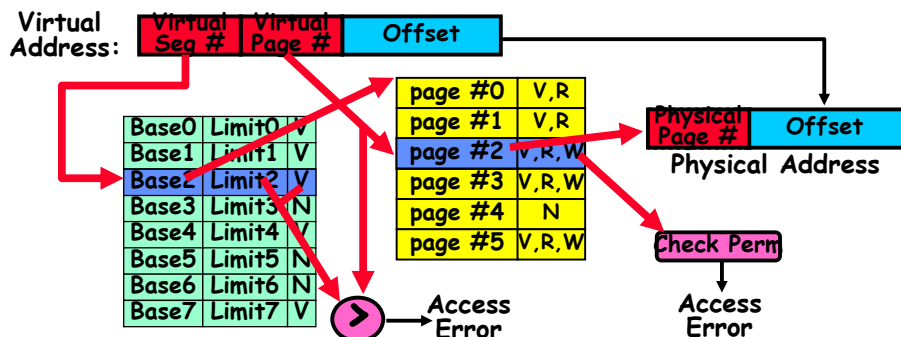 Virtual Address:
Virtual Seg #
Virtual Page #
Offset
Base0 Limit0 V
Base1 Limit1 V
Base2 Limit2 V
Base3 Limit3 N
Base4 Limit4 V
Base5 Limit5 N
Base6 Limit6 N
Base7 Limit7 V
page #0 V,R
page #1 V,R
page #2 V,R,W
page #3 V,R,W
page #4 N
page #5 V,R,W
Physical Page #
Offset
Physical Address
Check Perm
>
Access
Error
Access
Error